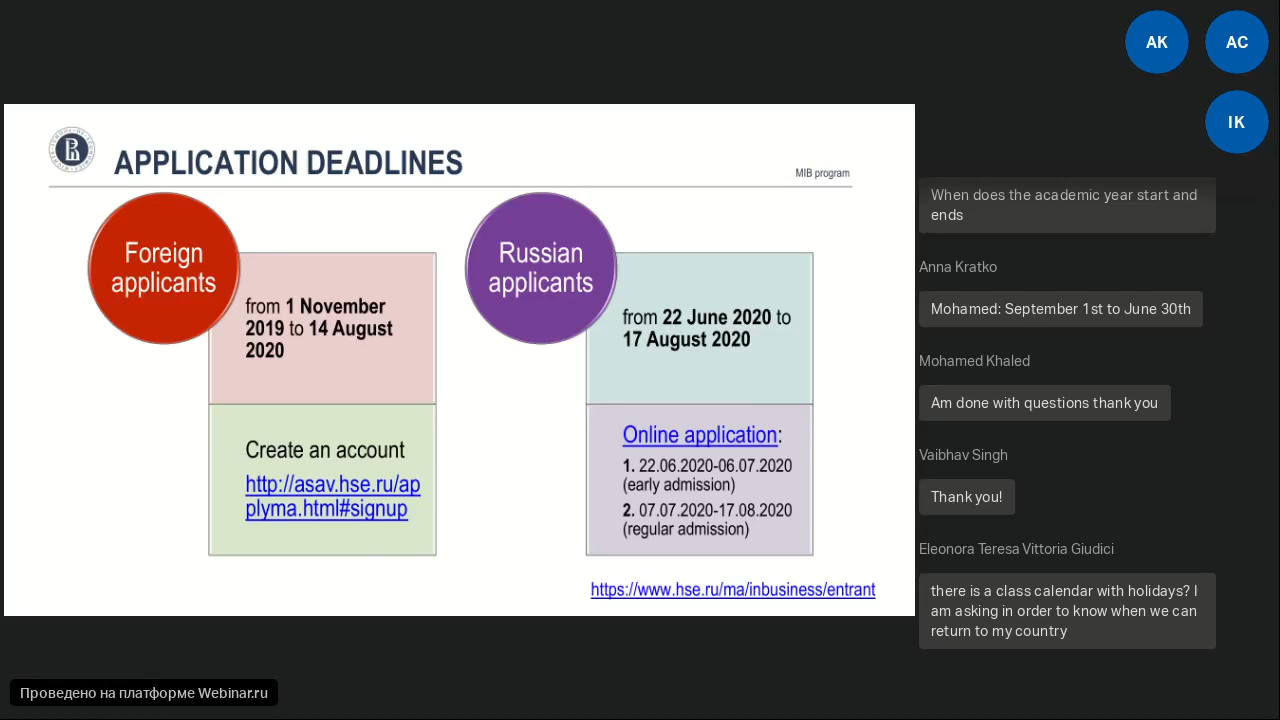 AK
AC
IK
APPLICATION DEADLINES
MIB program
Foreign
applicants
from 1 November
2019 to 14 August
2020
Create an account
http://asav.hse.ru/ap
plyma.html#signup
Russian
applicants
from 22 June 2020 to
17 August 2020
Online application:
1. 22.06.2020-06.07.2020
(early admission)
2. 07.07.2020-17.08.2020
(regular admission)
https://www.hse.ru/ma/inbusiness/entrant
When does the academic year start and
ends
Anna Kratko
Mohamed: September 1st to June 30th
Mohamed Khaled
Am done with questions thank you
Vaibhav Singh
Thank you!
Eleonora Teresa Vittoria Giudici
there is a class calendar with holidays? I
am asking in order to know when we can
return to my country
Проведено на платформе Webinar.ru